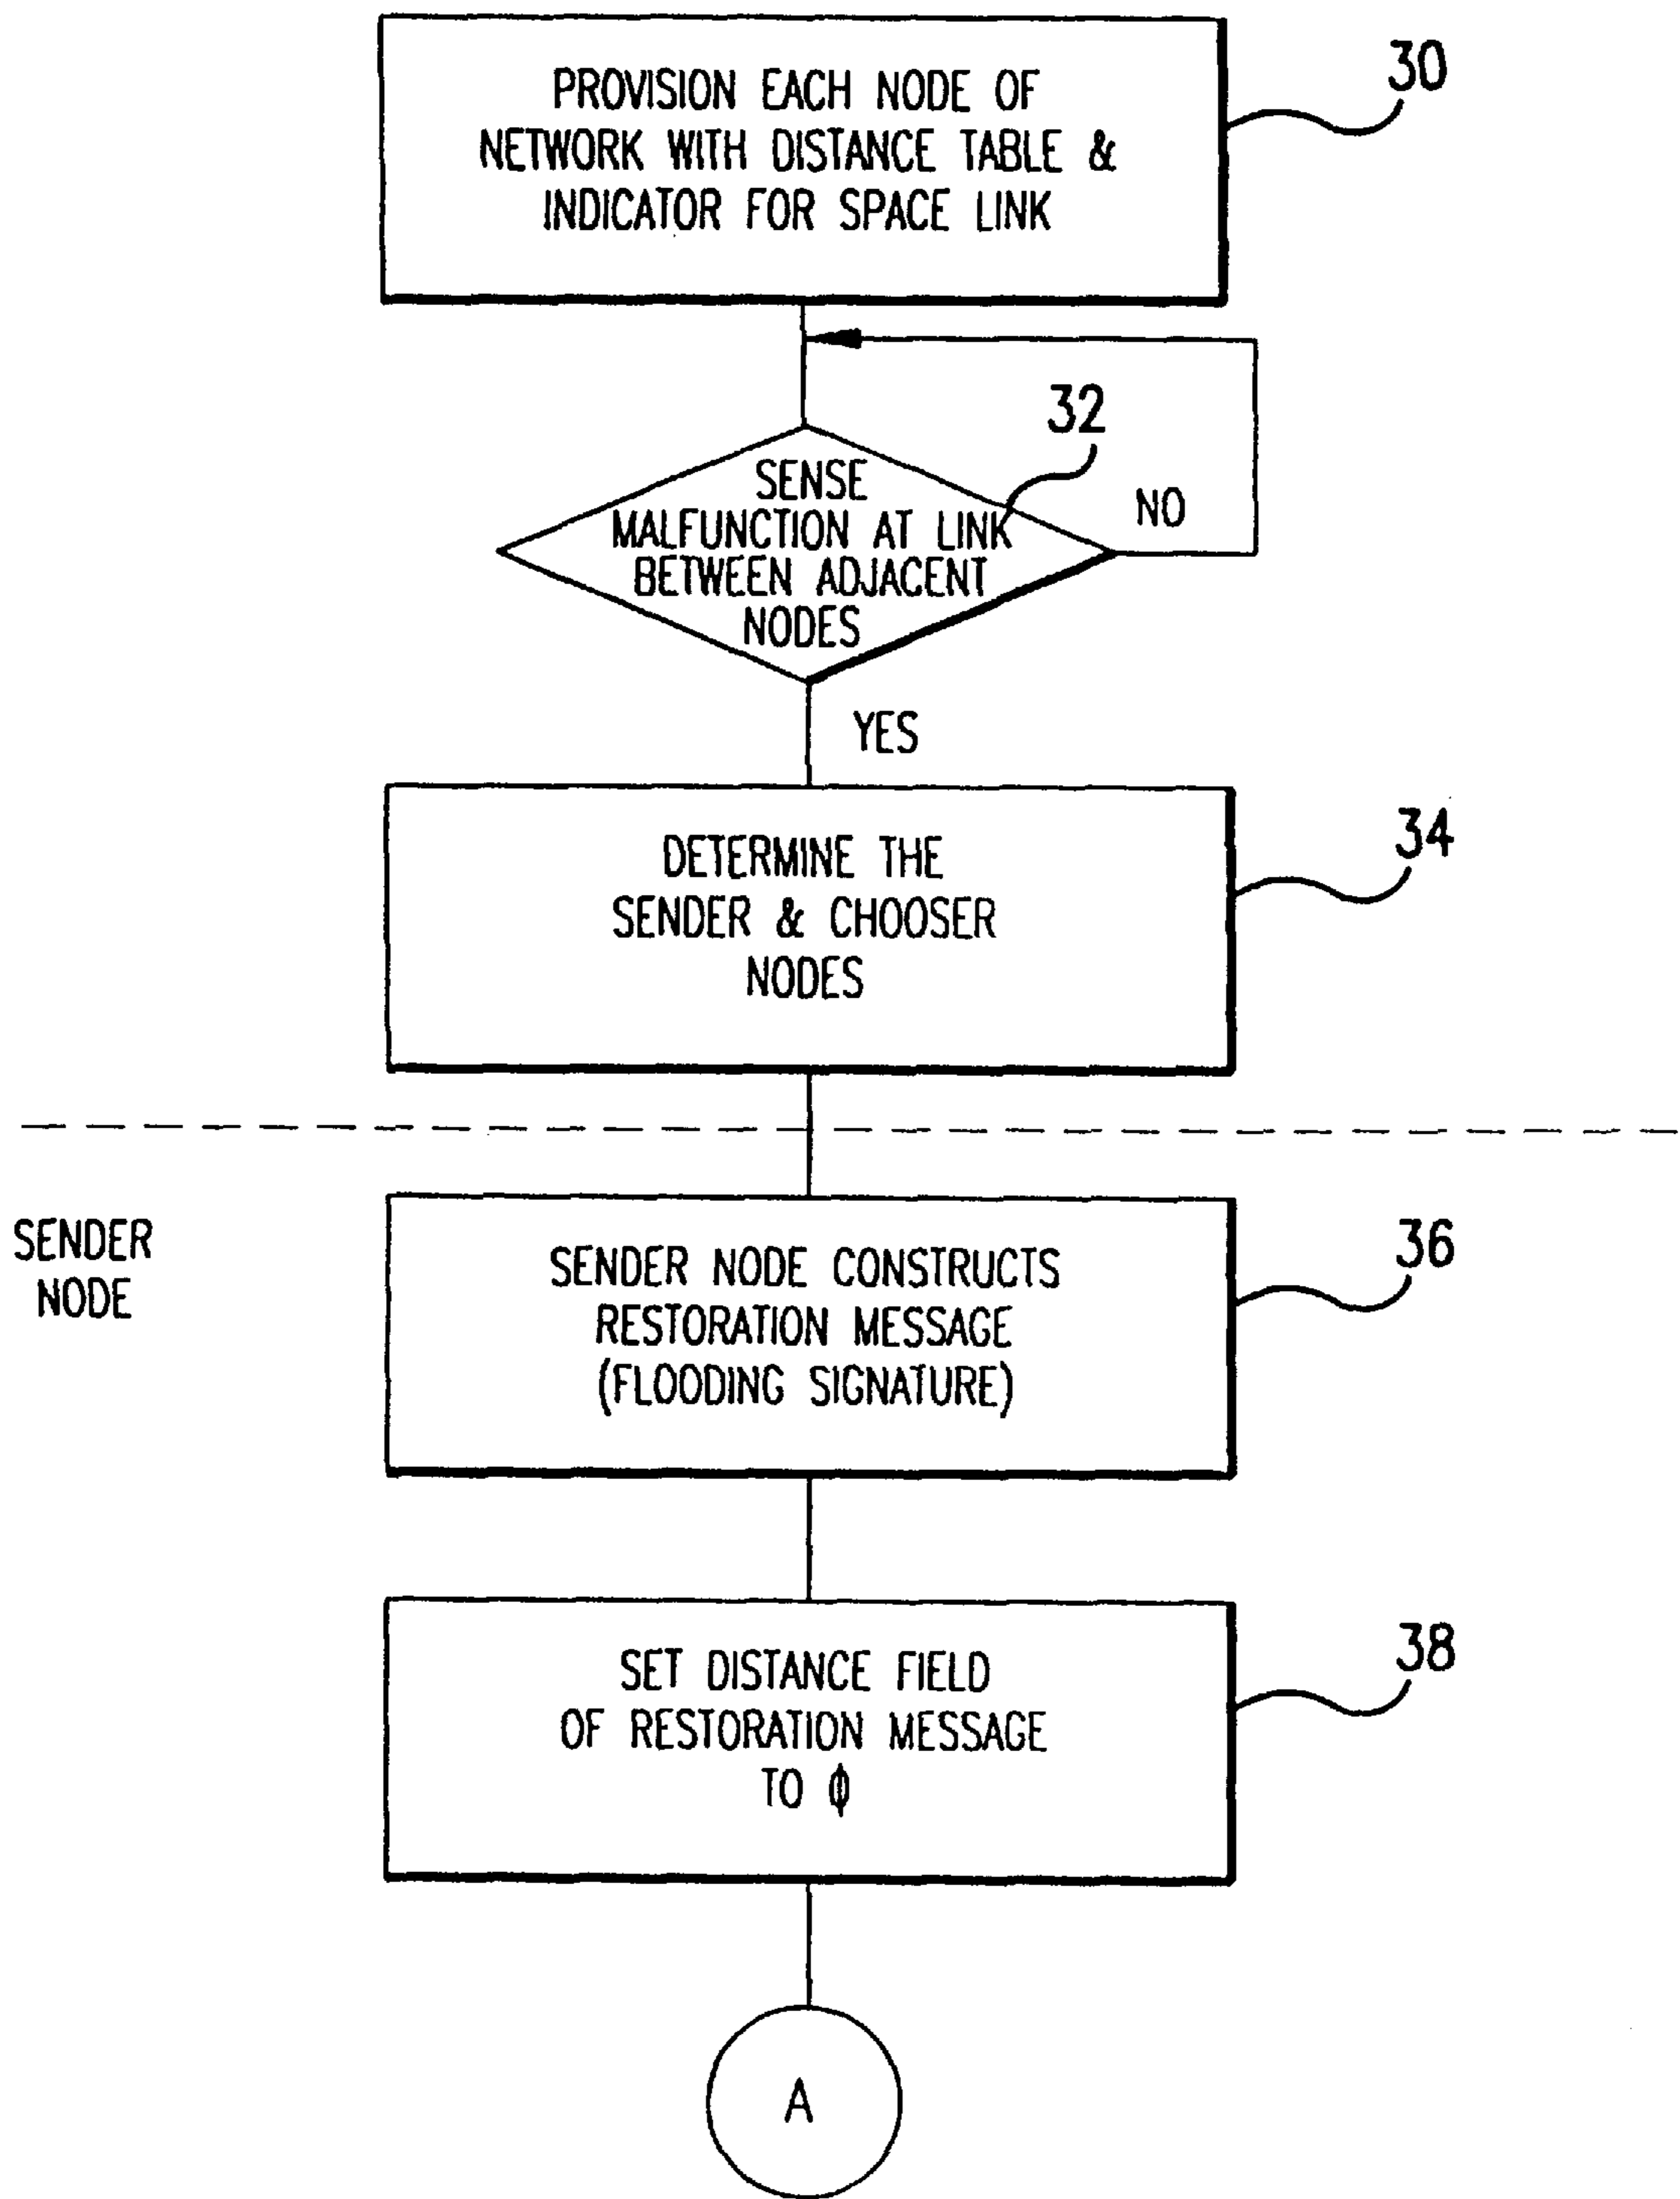 PROVISION EACH NODE OF
NETWORK WITH DISTANCE TABLE &
INDICATOR FOR SPACE LINK
30
32
SENSE
MALFUNCTION AT LINK
BETWEEN ADJACENT
NODES
NO
YES
DETERMINE THE
SENDER & CHOOSER
NODES
34
SENDER
NODE
SENDER NODE CONSTRUCTS
RESTORATION MESSAGE
(FLOODING SIGNATURE)
36
SET DISTANCE FIELD
OF RESTORATION MESSAGE
TO ϕ
38
A